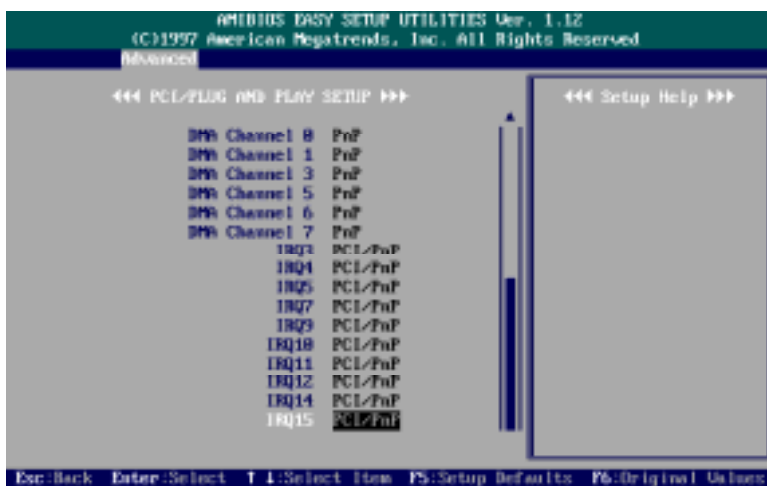 AMIBIOS EASY SETUP UTILITIES Ver. 1.12
(C)1997 American Megatrends, Inc. All Rights Reserved
Advanced
◄◄◄ PCI/PLUG AND PLAY SETUP ►►►
◄◄◄ Setup Help ►►►
DMA Channel 0 PnP
DMA Channel 1 PnP
DMA Channel 3 PnP
DMA Channel 5 PnP
DMA Channel 6 PnP
DMA Channel 7 PnP
IRQ3 PCI/PnP
IRQ4 PCI/PnP
IRQ5 PCI/PnP
IRQ7 PCI/PnP
IRQ9 PCI/PnP
IRQ10 PCI/PnP
IRQ11 PCI/PnP
IRQ12 PCI/PnP
IRQ14 PCI/PnP
IRQ15 PCI/PnP
Esc:Back Enter:Select ↑↓:Select Item F5:Setup Defaults F6:Original Values